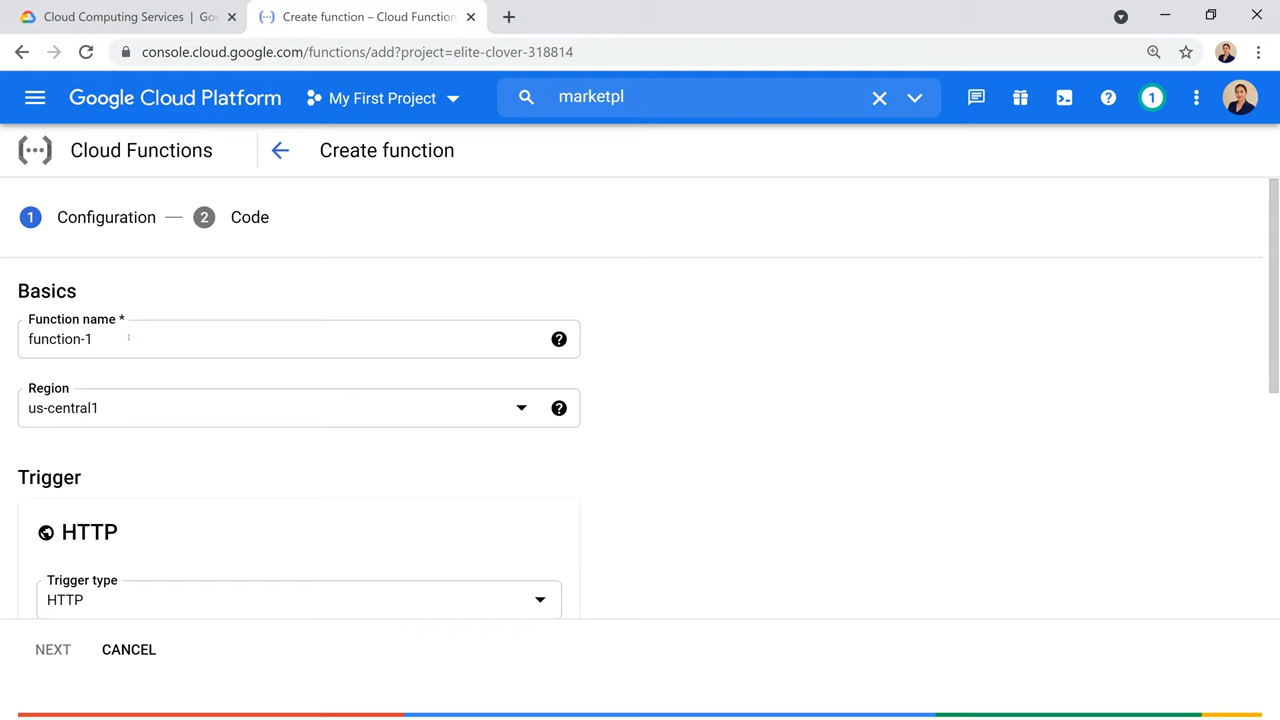 Cloud Computing Services | Go
Create function – Cloud Function
console.cloud.google.com/functions/add?project=elite-clover-318814
Google Cloud Platform
My First Project
marketpl
1
Cloud Functions
Create function
1 Configuration — 2 Code
Basics
Function name *
function-1
Region
us-central1
Trigger
HTTP
Trigger type
HTTP
NEXT CANCEL